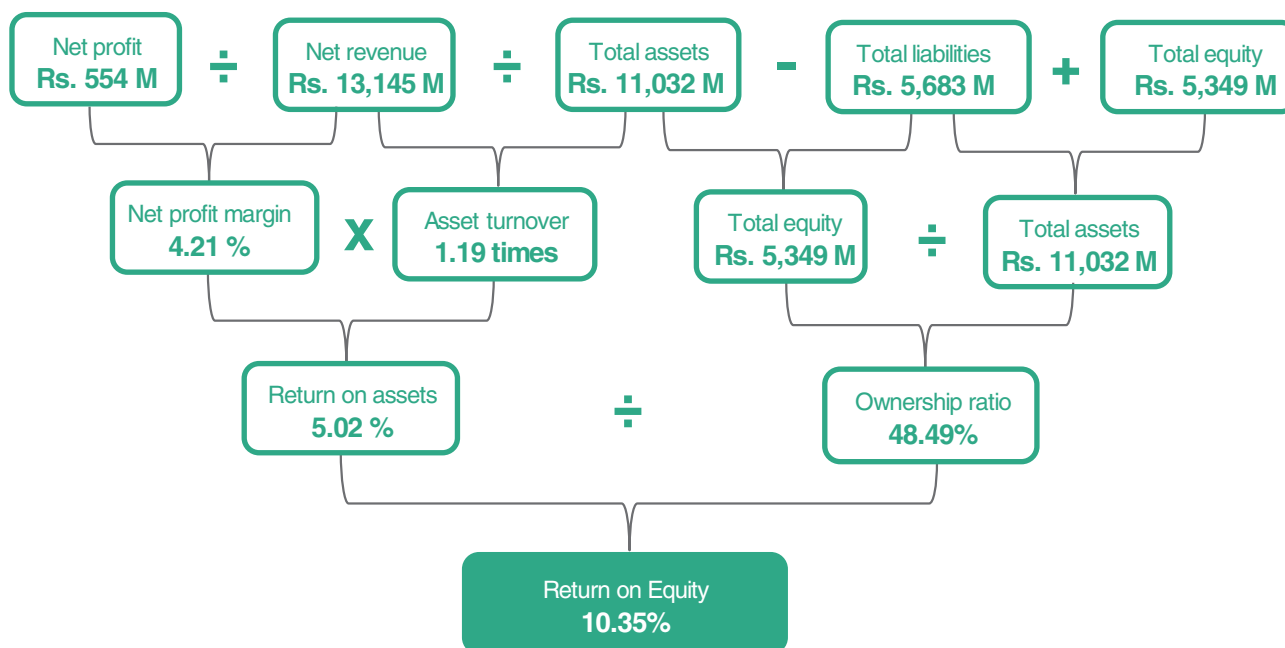 Net profit
Rs. 554 M
÷
Net revenue
Rs. 13,145 M
÷
Total assets
Rs. 11,032 M
-
Total liabilities
Rs. 5,683 M
+
Total equity
Rs. 5,349 M
Net profit margin
4.21 %
x
Asset turnover
1.19 times
Total equity
Rs. 5,349 M
÷
Total assets
Rs. 11,032 M
Return on assets
5.02 %
÷
Ownership ratio
48.49%
Return on Equity
10.35%